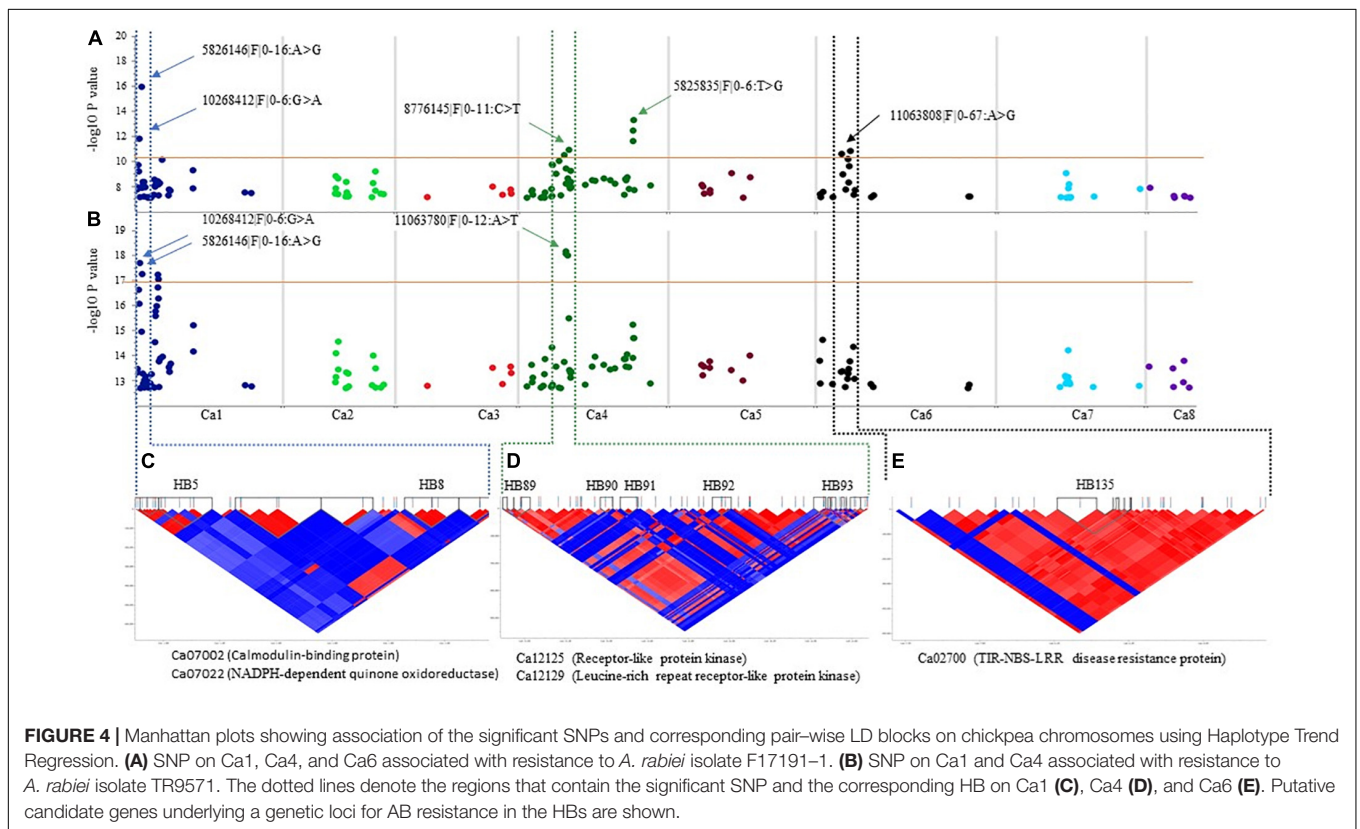 A
20
18
16
14
12
10
8
-log10 P value
5826146|F|0-16:A>G
10268412|F|0-6:G>A
8776145|F|0-11:C>T
5825835|F|0-6:T>G
11063808|F|0-67:A>G
B
19
18
17
16
15
14
13
-log10 P value
10268412|F|0-6:G>A
5826146|F|0-16:A>G
11063780|F|0-12:A>T
Ca1 Ca2 Ca3 Ca4 Ca5 Ca6 Ca7 Ca8
C
HB5 HB8
D
HB89 HB90 HB91 HB92 HB93
E
HB135
Ca07002 (Calmodulin-binding protein)
Ca07022 (NADPH-dependent quinone oxidoreductase)
Ca12125 (Receptor-like protein kinase)
Ca12129 (Leucine-rich repeat receptor-like protein kinase)
Ca02700 (TIR-NBS-LRR disease resistance protein)
FIGURE 4 | Manhattan plots showing association of the significant SNPs and corresponding pair–wise LD blocks on chickpea chromosomes using Haplotype Trend
Regression. (A) SNP on Ca1, Ca4, and Ca6 associated with resistance to A. rabiei isolate F17191–1. (B) SNP on Ca1 and Ca4 associated with resistance to
A. rabiei isolate TR9571. The dotted lines denote the regions that contain the significant SNP and the corresponding HB on Ca1 (C), Ca4 (D), and Ca6 (E). Putative
candidate genes underlying a genetic loci for AB resistance in the HBs are shown.